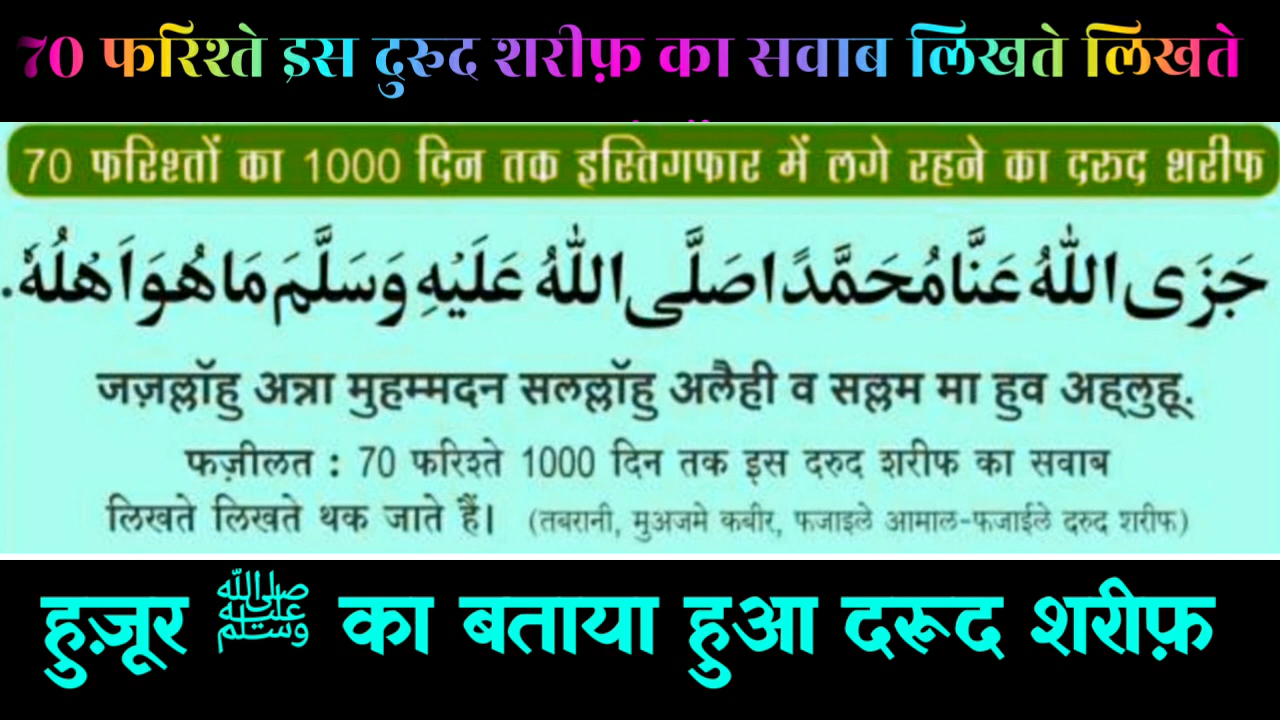 70 फरिश्ते इस दुरुद शरीफ़ का सवाब लिखते लिखते
70 फरिश्तों का 1000 दिन तक इस्तिगफार में लगे रहने का दरुद शरीफ
جَزَى اللّٰهُ عَنَّا مُحَمَّدًا صَلَّى اللّٰهُ عَلَيْهِ وَسَلَّمَ مَا هُوَ اَهْلُهٗ.
जज़ल्लॉहु अन्ना मुहम्मदन सलल्लॉहु अलैही व सल्लम मा हुव अह्लुहू.
फज़ीलत : 70 फरिश्ते 1000 दिन तक इस दरुद शरीफ का सवाब
लिखते लिखते थक जाते हैं। (तबरानी, मुअजमे कबीर, फजाइले आमाल-फजाईले दरुद शरीफ)
हुज़ूर ﷺ का बताया हुआ दरूद शरीफ़